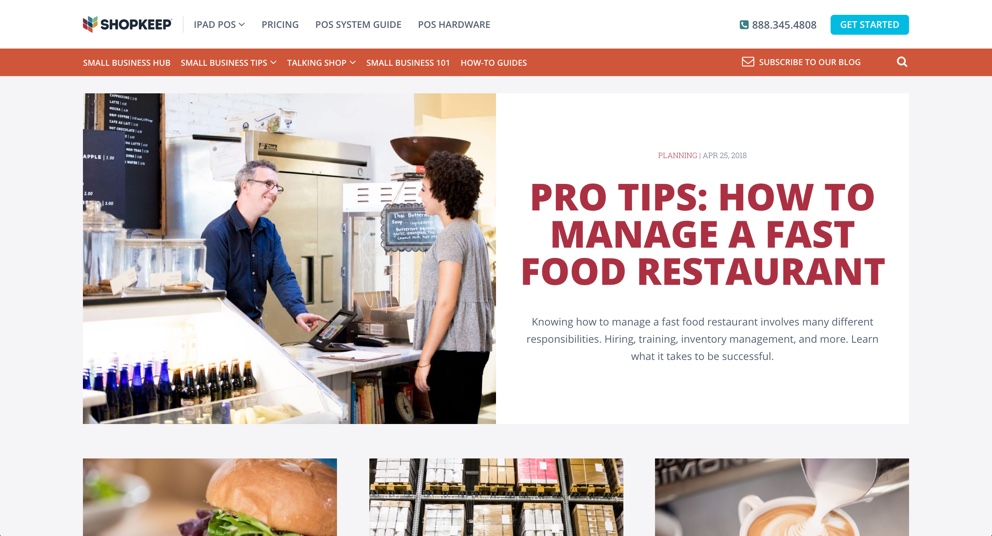 SHOPKEEP
IPAD POS
PRICING
POS SYSTEM GUIDE
POS HARDWARE
888.345.4808
GET STARTED
SMALL BUSINESS HUB
SMALL BUSINESS TIPS
TALKING SHOP
SMALL BUSINESS 101
HOW-TO GUIDES
SUBSCRIBE TO OUR BLOG
APPLE | 3.00
PLANNING | APR 25, 2018
PRO TIPS: HOW TO
MANAGE A FAST
FOOD RESTAURANT
Knowing how to manage a fast food restaurant involves many different
responsibilities. Hiring, training, inventory management, and more. Learn
what it takes to be successful.